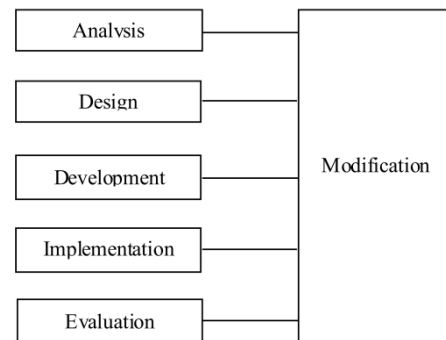 Analysis
Design
Development
Modification
Implementation
Evaluation